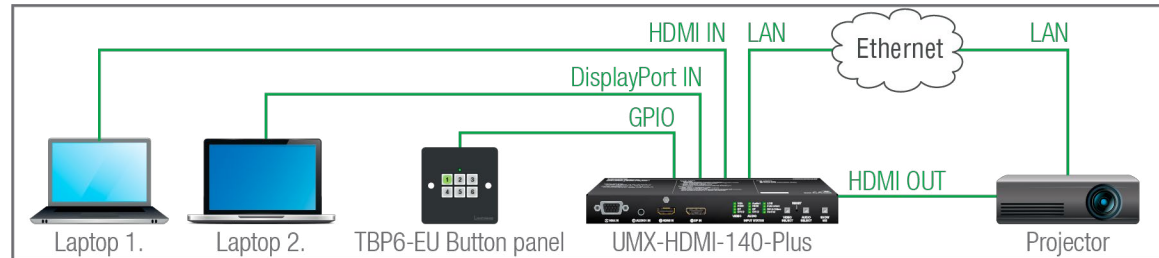 HDMI IN LAN Ethernet LAN
DisplayPort IN
GPIO
HDMI OUT
1 2 3
4 5 6
Laptop 1. Laptop 2. TBP6-EU Button panel UMX-HDMI-140-Plus Projector